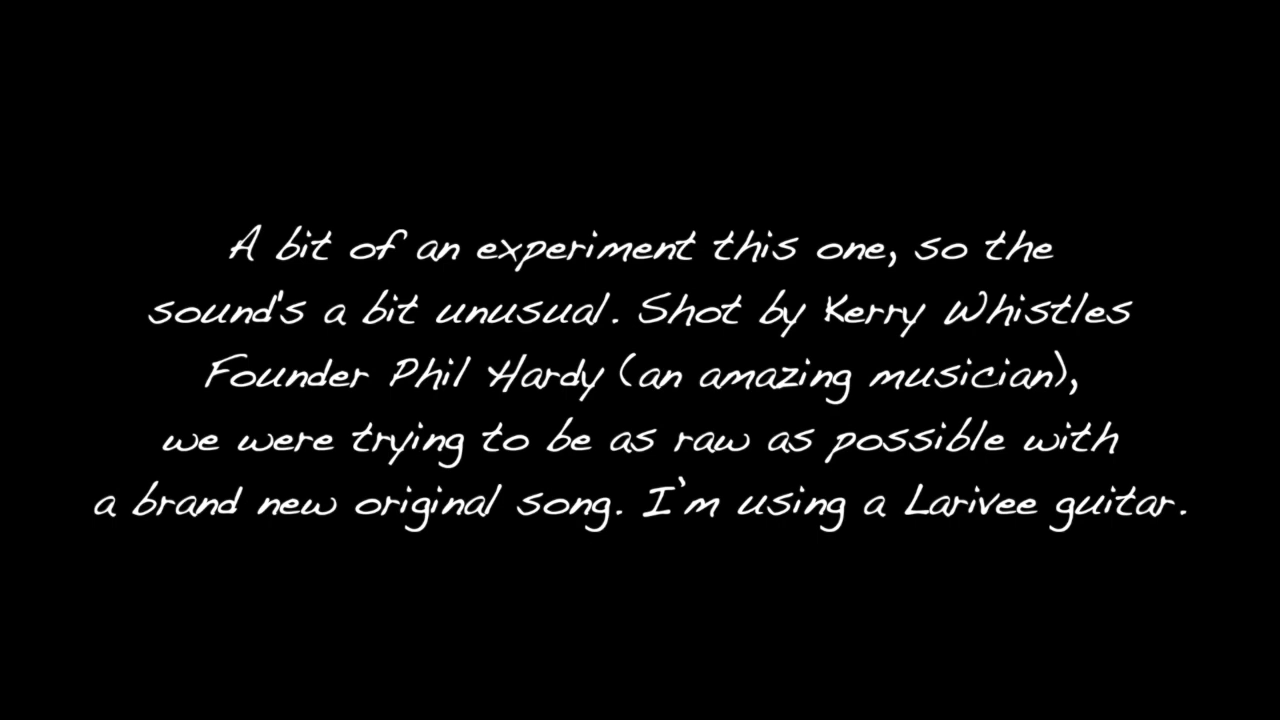 A bit of an experiment this one, so the
sound's a bit unusual. Shot by Kerry Whistles
Founder Phil Hardy (an amazing musician),
we were trying to be as raw as possible with
a brand new original song. I'm using a Larivee guitar.